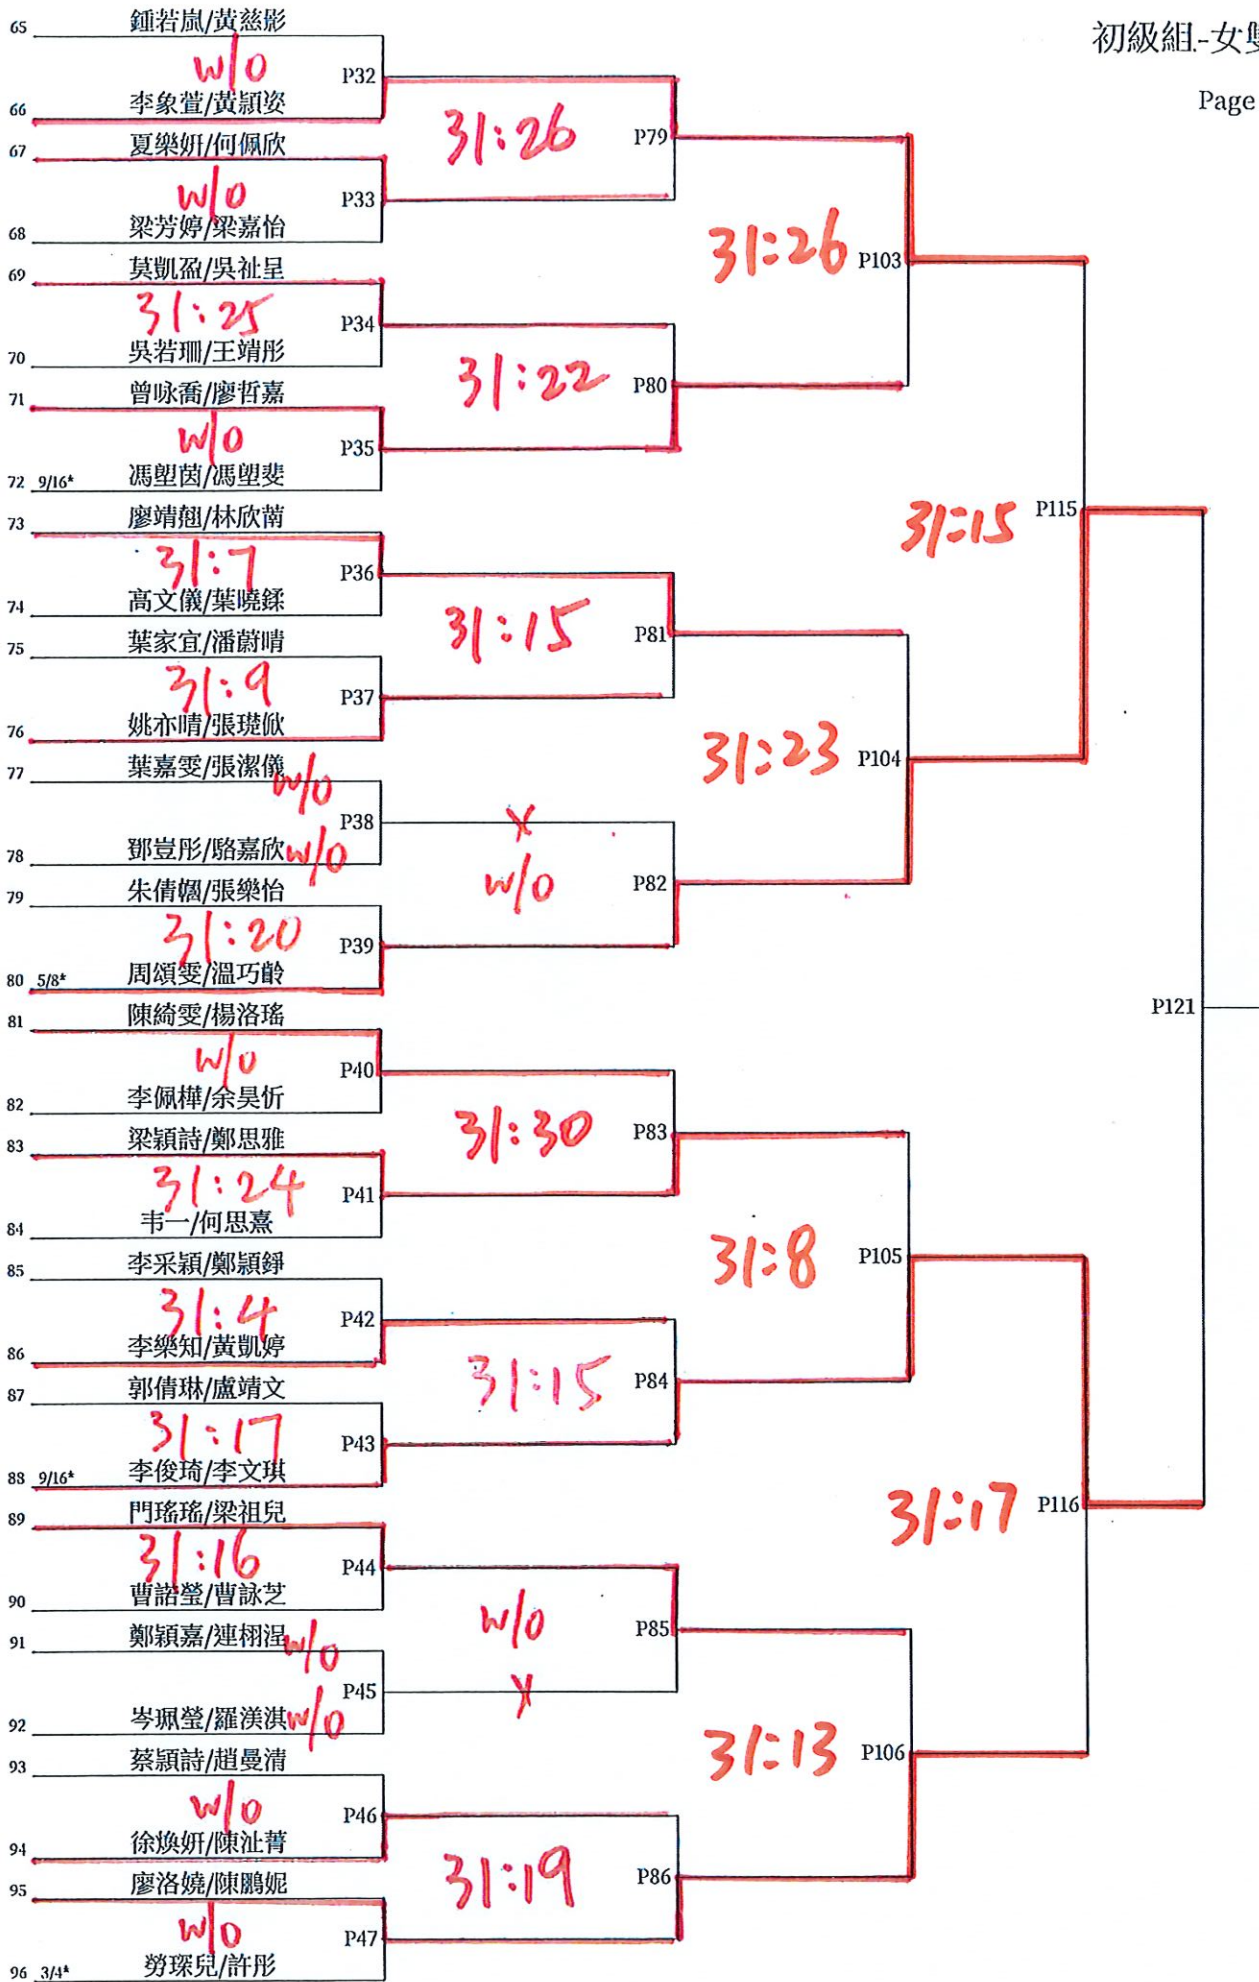 初級組-女雙
Page
65 鍾若嵐/黃慈影
w/o P32
66 李象萱/黃穎姿
31:26 P79
67 夏樂妍/何佩欣
w/o P33
68 梁芳婷/梁嘉怡
31:26 P103
69 莫凱盈/吳祉呈
31:25 P34
70 吳若珊/王靖彤
31:22 P80
71 曾咏喬/廖哲嘉
w/o P35
72 9/16* 馮塱茵/馮塱斐
31:15 P115
73 廖靖翹/林欣蕳
31:7 P36
74 高文儀/葉曉鍒
31:15 P81
75 葉家宜/潘蔚晴
31:9 P37
76 姚亦晴/張璴俽
31:23 P104
77 葉嘉雯/張潔儀 w/o
P38 x
78 鄧豈彤/駱嘉欣 w/o
w/o P82
79 朱倩嫺/張樂怡
31:20 P39
80 5/8* 周頌雯/溫巧齡
P121
81 陳綺雯/楊洛瑤
w/o P40
82 李佩樺/余昊忻
31:30 P83
83 梁穎詩/鄭思雅
31:24 P41
84 韦一/何思熹
31:8 P105
85 李采穎/鄭穎錚
31:4 P42
86 李樂知/黃凱婷
31:15 P84
87 郭倩琳/盧靖文
31:17 P43
88 9/16* 李俊琦/李文琪
31:17 P116
89 門瑤瑤/梁祖兒
31:16 P44
90 曹諾瑩/曹詠芝
w/o P85
91 鄭穎嘉/連栩浧 w/o
P45 x
92 岑珮瑩/羅渼淇 w/o
31:13 P106
93 蔡穎詩/趙曼清
w/o P46
94 徐煥妍/陳沚菁
31:19 P86
95 廖洛嬈/陳鵬妮
w/o P47
96 3/4* 勞琛兒/許彤